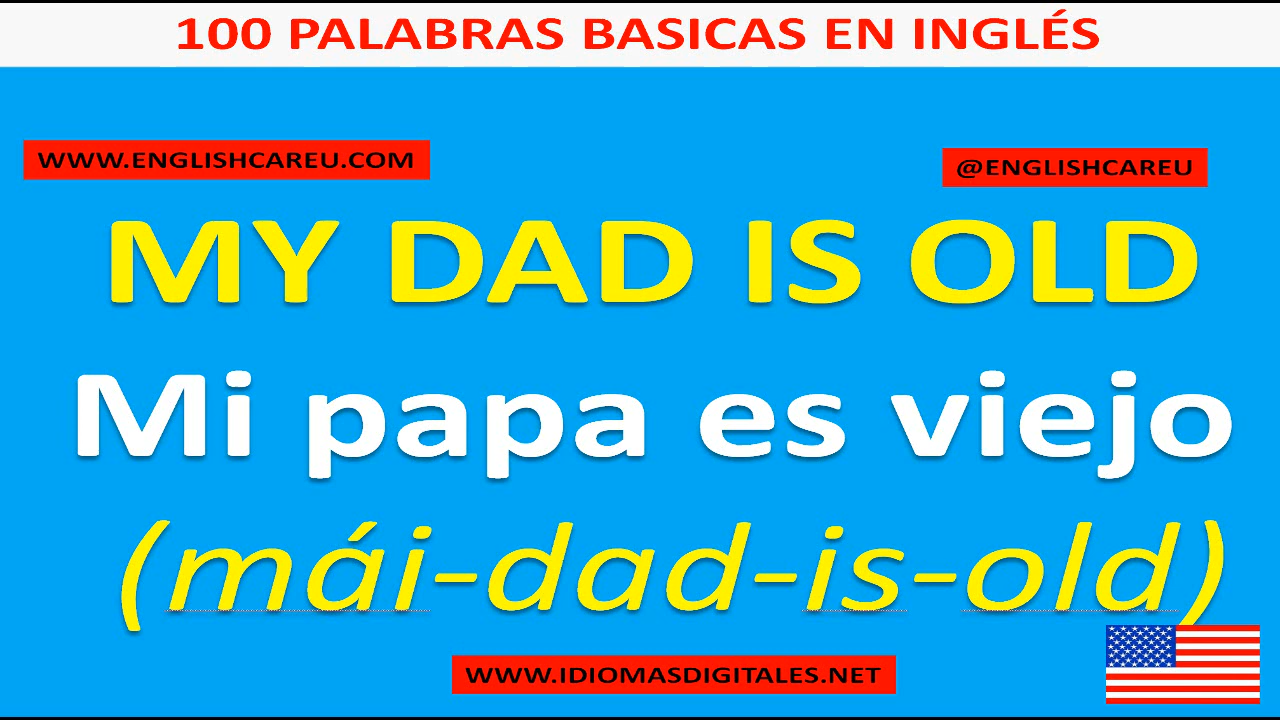 100 PALABRAS BASICAS EN INGLÉS
WWW.ENGLISHCAREU.COM
@ENGLISHCAREU
MY DAD IS OLD
Mi papa es viejo
(mái-dad-is-old)
WWW.IDIOMASDIGITALES.NET